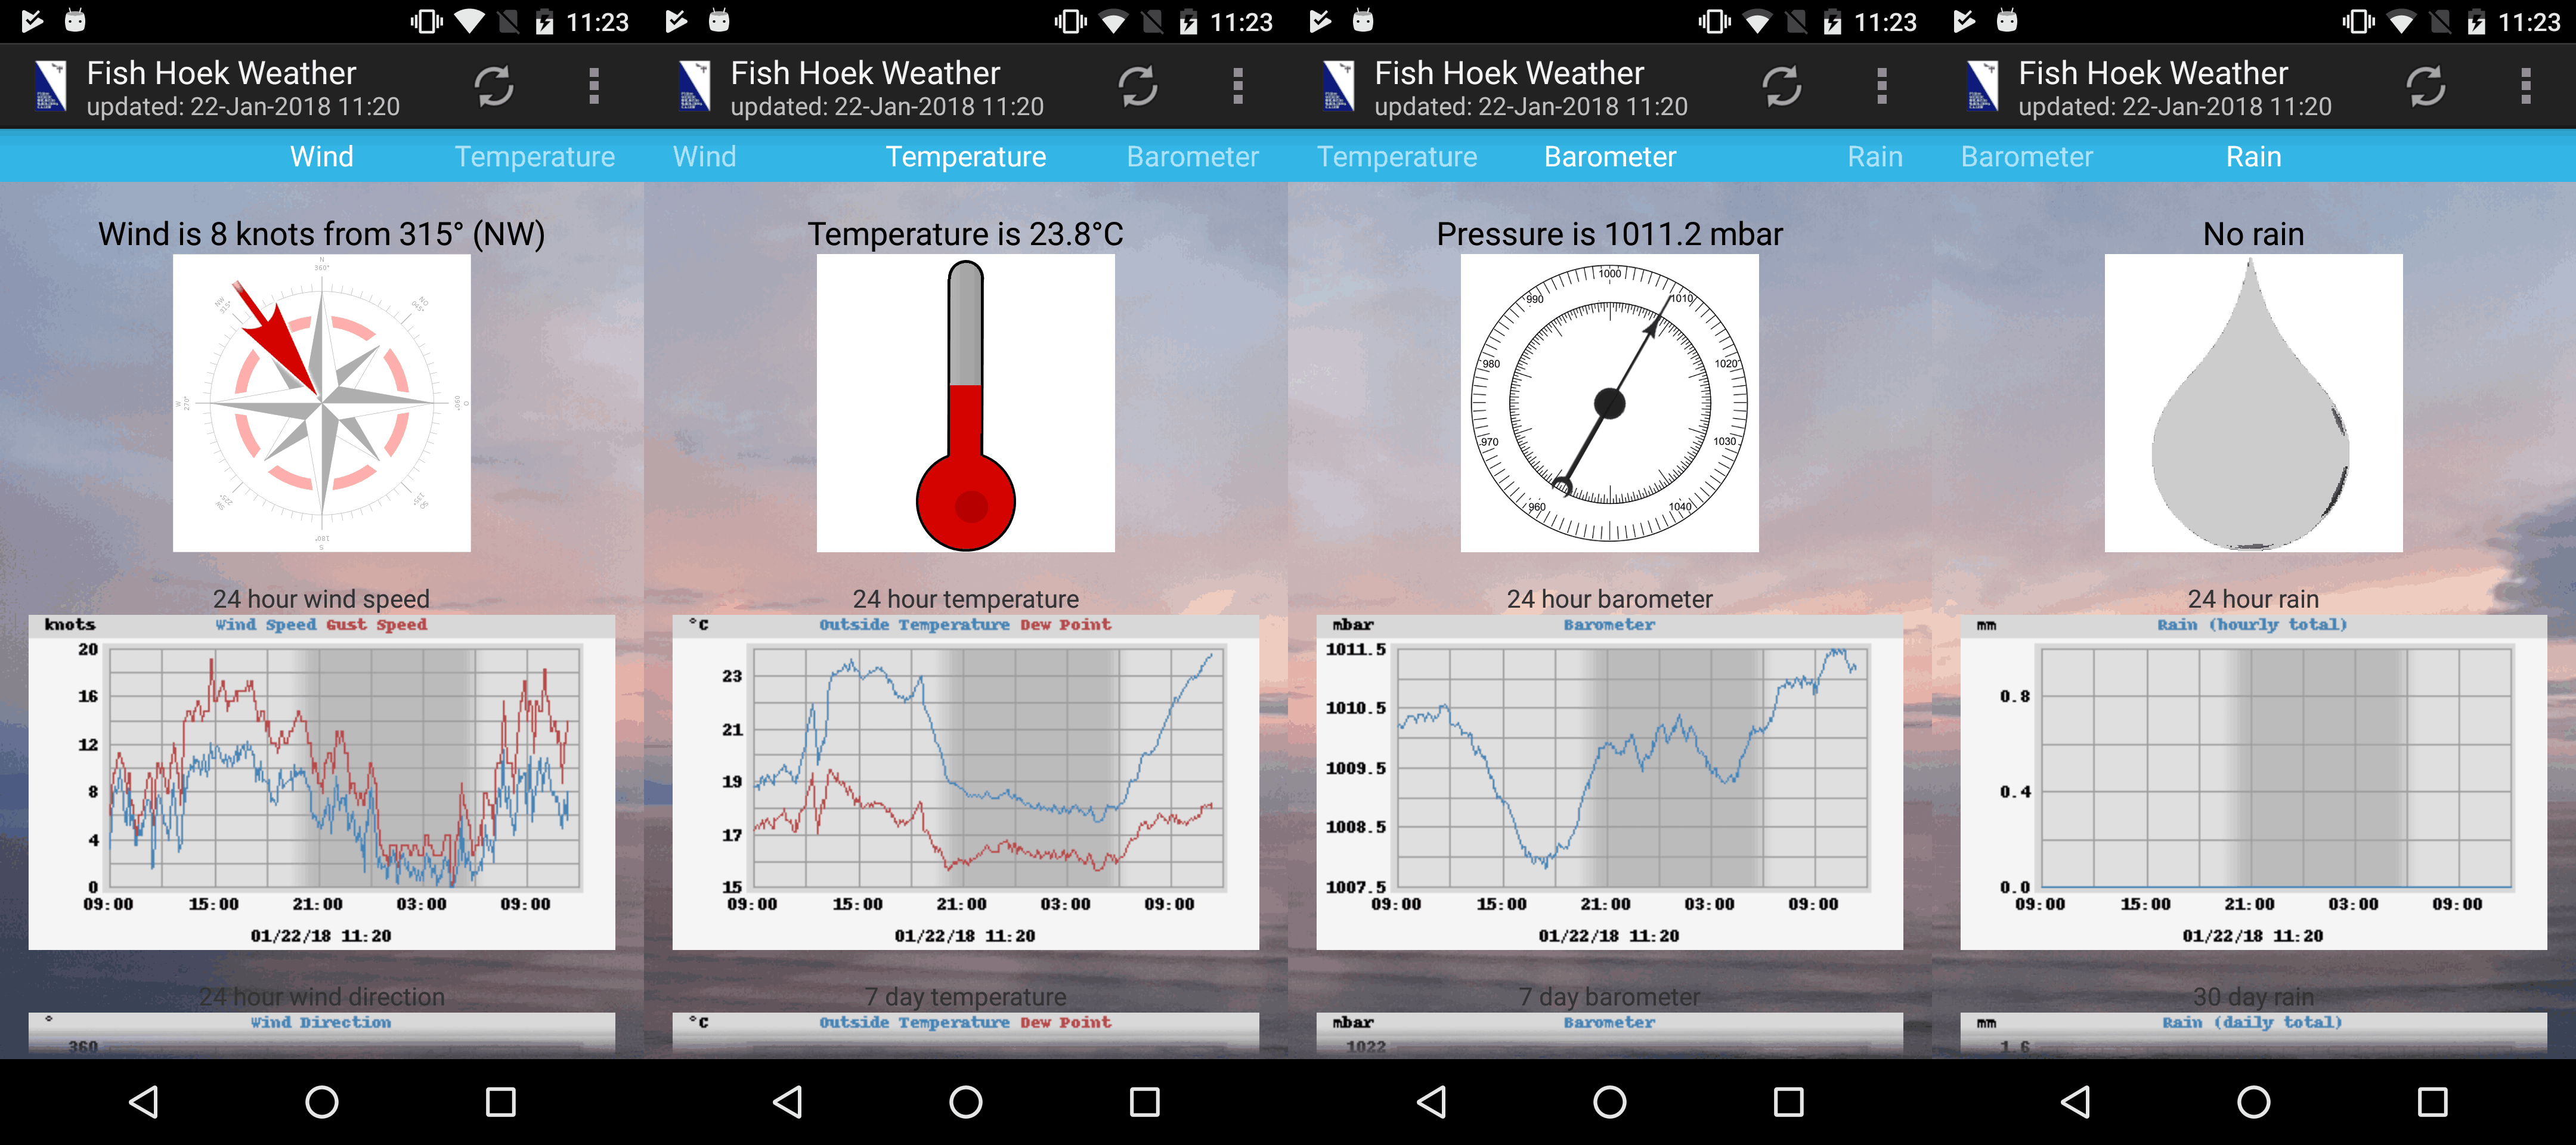 11:23
Fish Hoek Weather
updated: 22-Jan-2018 11:20
Wind Temperature
Wind is 8 knots from 315° (NW)
N
360°
NW
315°
W
270°
180°
S
24 hour wind speed
knots Wind Speed Gust Speed
20
16
12
8
4
0
09:00 15:00 21:00 03:00 09:00
01/22/18 11:20
24 hour wind direction
° Wind Direction
360
11:23
Fish Hoek Weather
updated: 22-Jan-2018 11:20
Wind Temperature Barometer
Temperature is 23.8°C
24 hour temperature
°C Outside Temperature Dew Point
23
21
19
17
15
09:00 15:00 21:00 03:00 09:00
01/22/18 11:20
7 day temperature
°C Outside Temperature Dew Point
11:23
Fish Hoek Weather
updated: 22-Jan-2018 11:20
Temperature Barometer Rain
Pressure is 1011.2 mbar
1000
990 1010
980 1020
970 1030
960 1040
24 hour barometer
mbar Barometer
1011.5
1010.5
1009.5
1008.5
1007.5
09:00 15:00 21:00 03:00 09:00
01/22/18 11:20
7 day barometer
mbar Barometer
1022
11:23
Fish Hoek Weather
updated: 22-Jan-2018 11:20
Barometer Rain
No rain
24 hour rain
mm Rain (hourly total)
0.8
0.4
0.0
09:00 15:00 21:00 03:00 09:00
01/22/18 11:20
30 day rain
mm Rain (daily total)
1.6